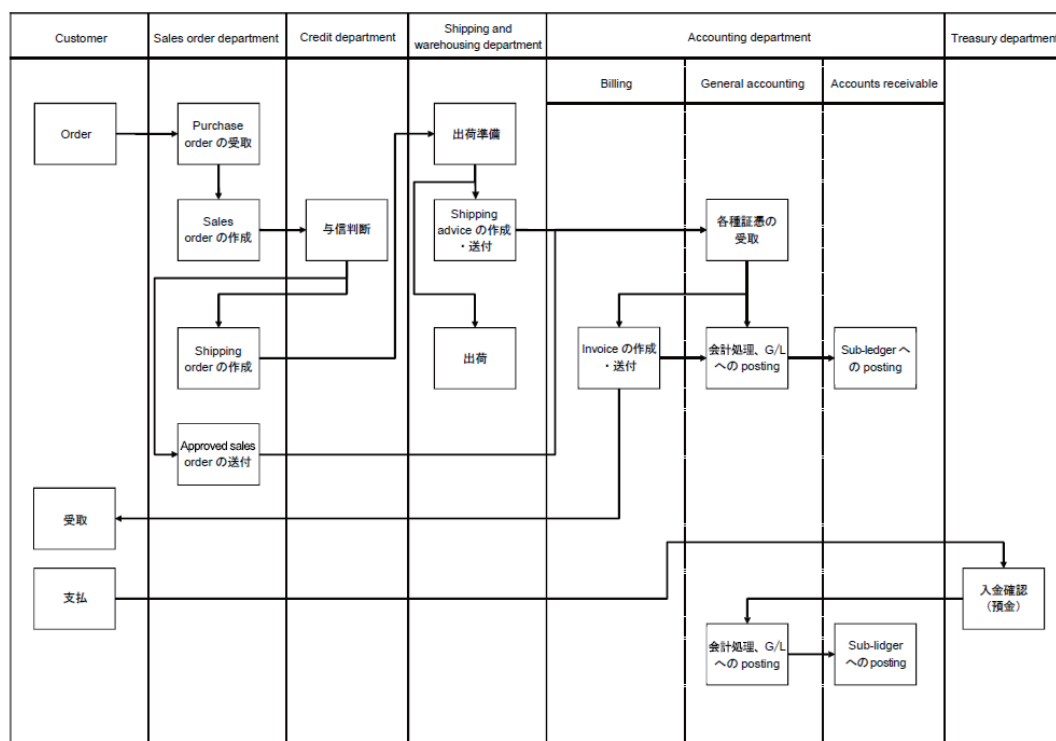 Customer
Sales order department
Credit department
Shipping and
warehousing department
Accounting department
Treasury department
Billing
General accounting
Accounts receivable
Order
Purchase
order の受取
出荷準備
Sales
order の作成
与信判断
Shipping
advice の作成
・送付
各種証憑の
受取
Shipping
order の作成
出荷
Invoice の作成
・送付
会計処理、G/L
への posting
Sub-ledger へ
の posting
Approved sales
order の送付
受取
支払
入金確認
（預金）
会計処理、G/L
への posting
Sub-lidger
への posting